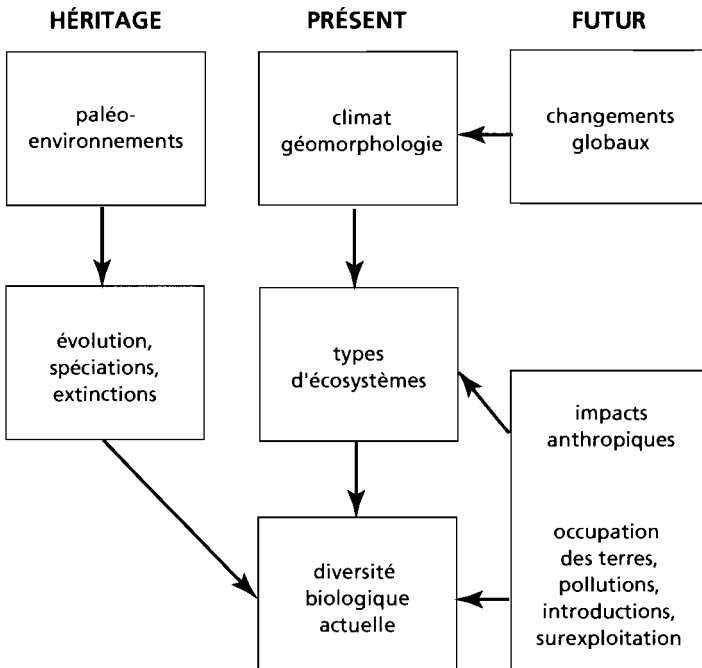 HÉRITAGE
PRÉSENT
FUTUR
paléo-
environnements
climat
géomorphologie
changements
globaux
évolution,
spéciations,
extinctions
types
d'écosystèmes
impacts
anthropiques
diversité
biologique
actuelle
occupation
des terres,
pollutions,
introductions,
surexploitation